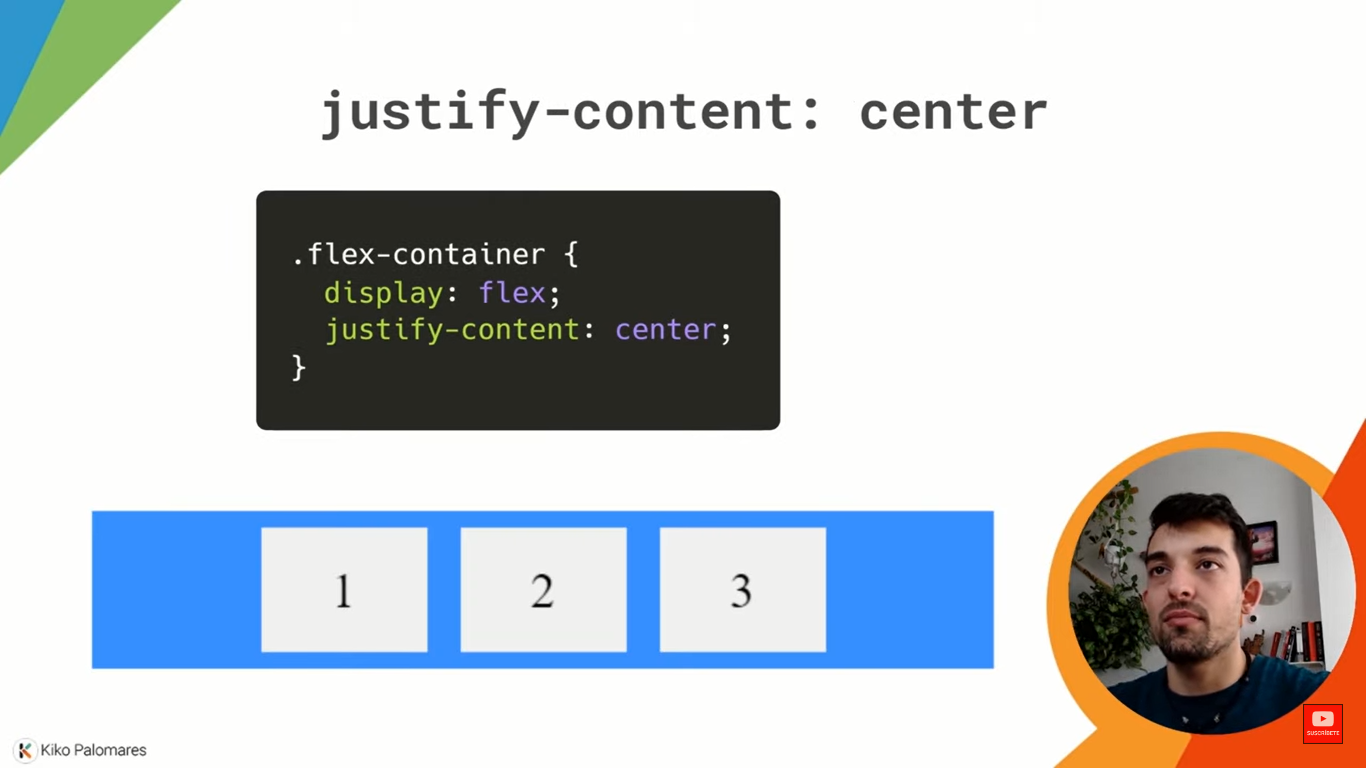 justify-content: center
.flex-container {
display: flex;
justify-content: center;
}
1 2 3
Kiko Palomares
SUSCRÍBETE